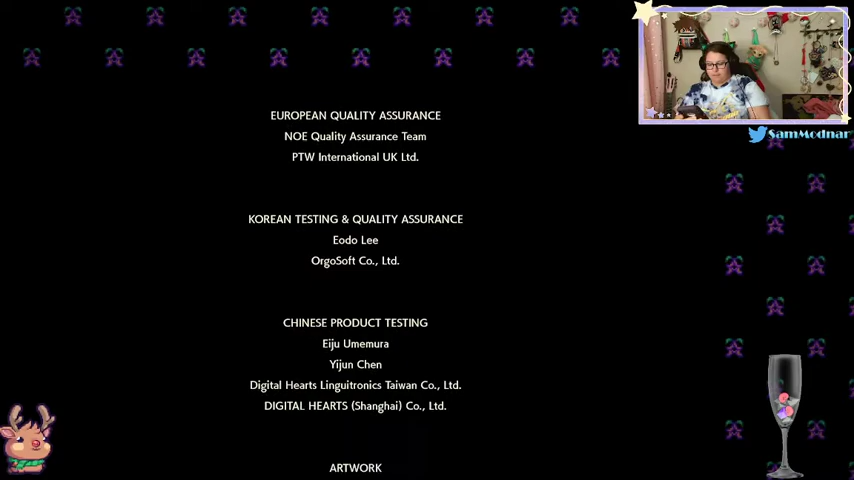 EUROPEAN QUALITY ASSURANCE
NOE Quality Assurance Team
PTW International UK Ltd.
KOREAN TESTING & QUALITY ASSURANCE
Eodo Lee
OrgoSoft Co., Ltd.
CHINESE PRODUCT TESTING
Eiju Umemura
Yijun Chen
Digital Hearts Linguitronics Taiwan Co., Ltd.
DIGITAL HEARTS (Shanghai) Co., Ltd.
ARTWORK
SamModnar